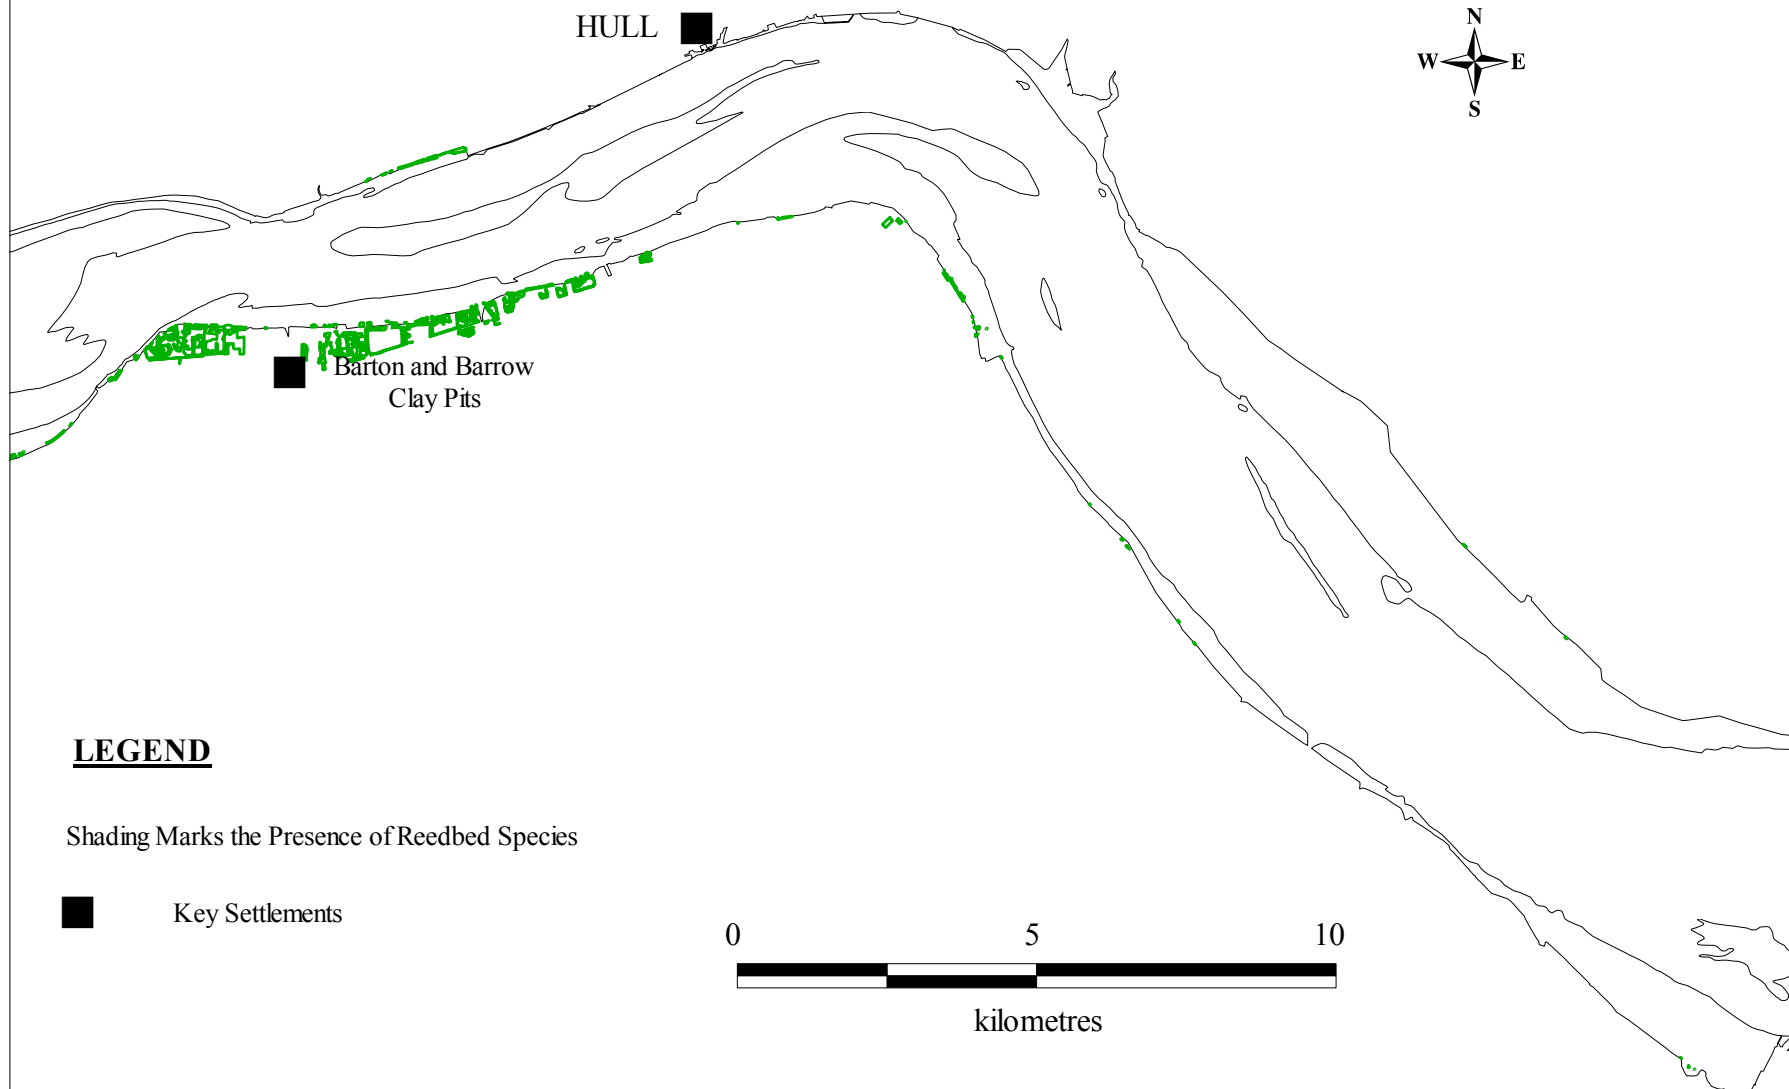 HULL
N
W E
S
Barton and Barrow
Clay Pits
LEGEND
Shading Marks the Presence of Reedbed Species
Key Settlements
0 5 10
kilometres